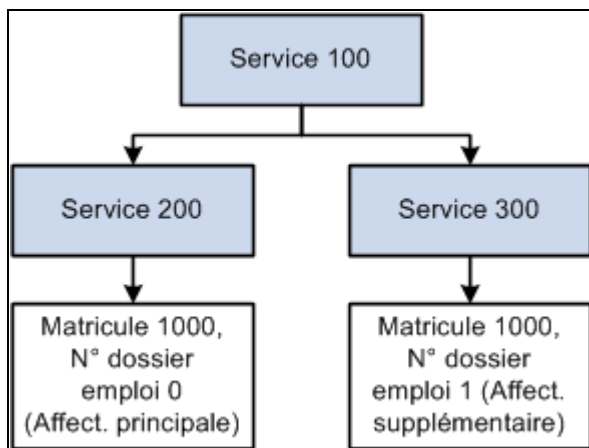 Service 100
Service 200
Service 300
Matricule 1000,
N° dossier
emploi 0
(Affect. principale)
Matricule 1000,
N° dossier
emploi 1 (Affect.
supplémentaire)